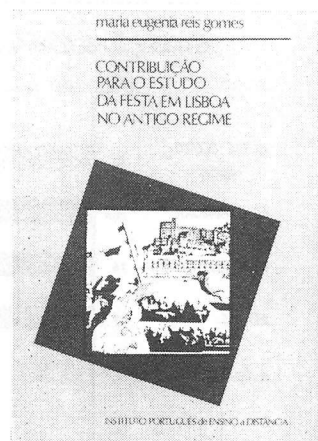 maria eugenia reis gomes
CONTRIBUIÇÃO
PARA O ESTUDO
DA FESTA EM LISBOA
NO ANTIGO REGIME
INSTITUTO PORTUGUÊS de ENSINO a DISTÂNCIA